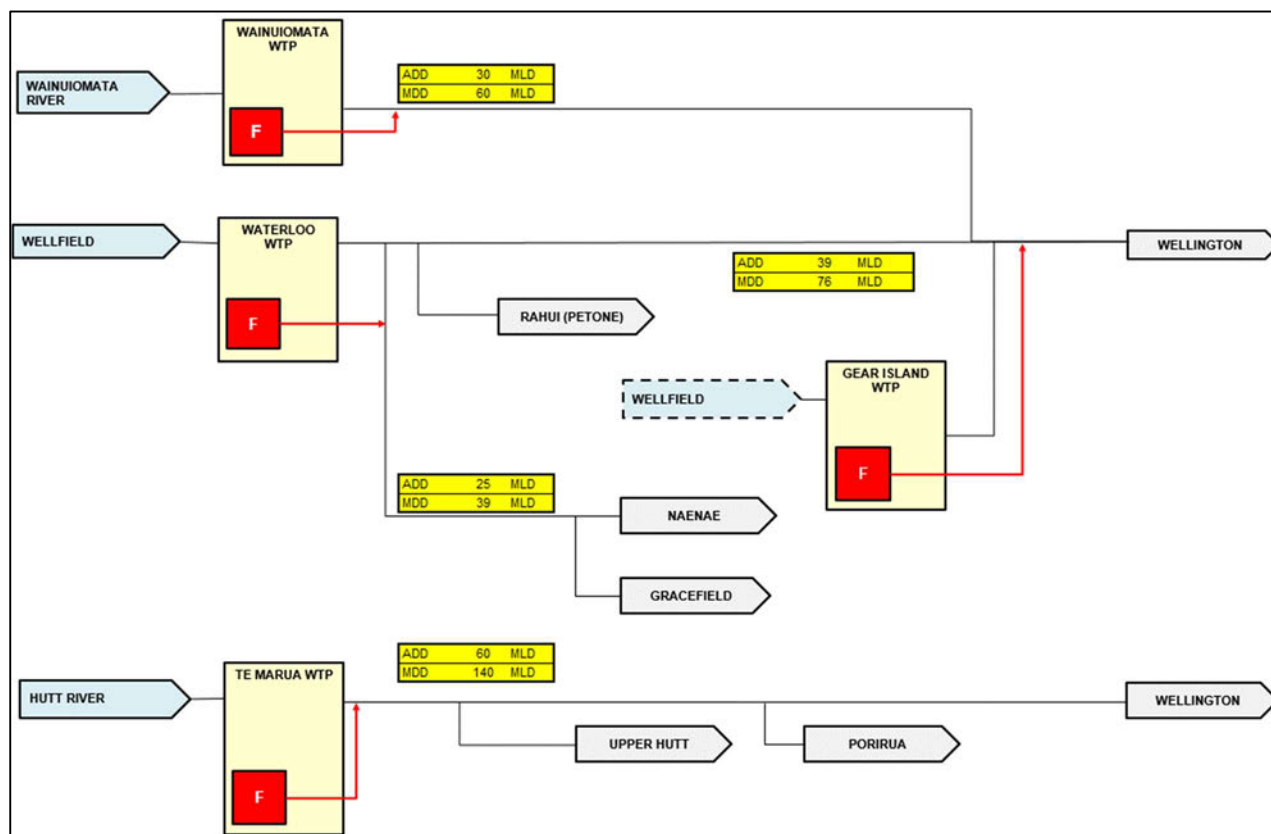 WAINUIOMATA
WTP
ADD 30 MLD
MDD 60 MLD
WAINUIOMATA
RIVER
F
WELLFIELD
WATERLOO
WTP
WELLINGTON
ADD 39 MLD
MDD 76 MLD
F
RAHUI (PETONE)
GEAR ISLAND
WTP
WELLFIELD
F
ADD 25 MLD
MDD 39 MLD
NAENAE
GRACEFIELD
ADD 60 MLD
MDD 140 MLD
TE MARUA WTP
HUTT RIVER
WELLINGTON
UPPER HUTT
PORIRUA
F